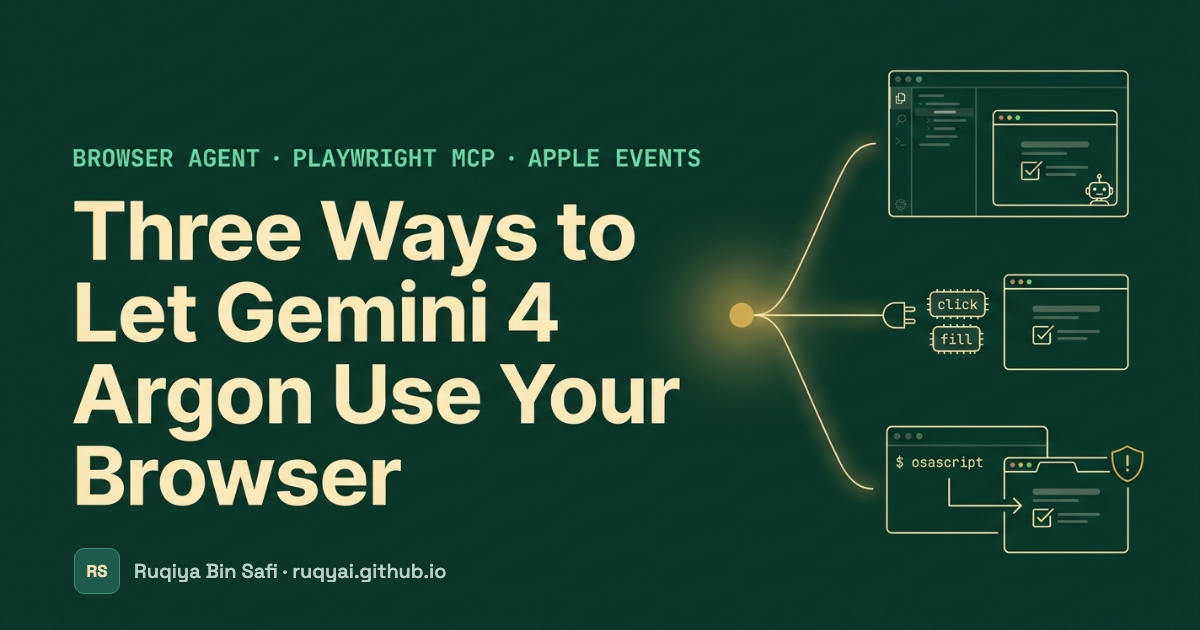 BROWSER AGENT · PLAYWRIGHT MCP · APPLE EVENTS
Three Ways to
Let Gemini 4
Argon Use Your
Browser
RS
Ruqiya Bin Safi · ruqyai.github.io
click
fill
$ osascript